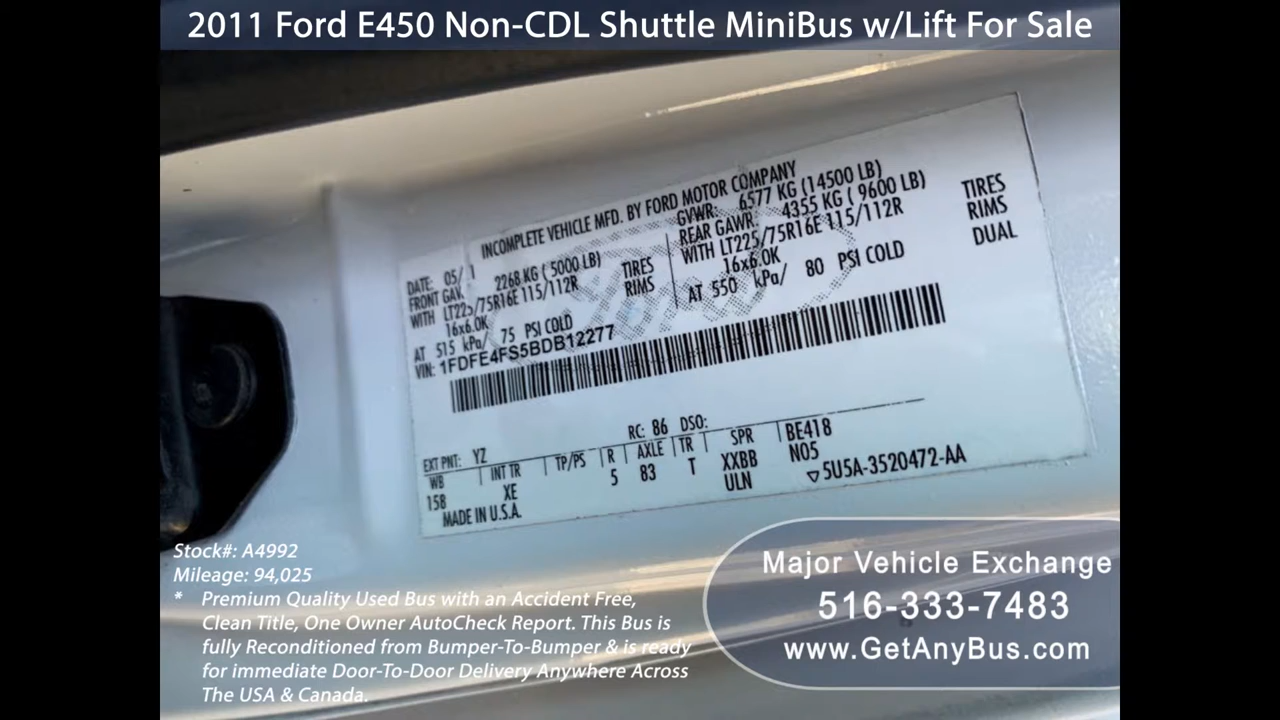 2011 Ford E450 Non-CDL Shuttle MiniBus w/Lift For Sale
INCOMPLETE VEHICLE MFD. BY FORD MOTOR COMPANY
DATE: 05/ 1
GVWR: 6577 KG (14500 LB)
FRONT GAW 2268 KG ( 5000 LB)
REAR GAWR: 4355 KG ( 9600 LB)
WITH LT225/75R16E 115/112R TIRES
WITH LT225/75R16E 115/112R TIRES
16x6.0K RIMS
16x6.0K RIMS
AT 515 kPa/ 75 PSI COLD
AT 550 kPa/ 80 PSI COLD DUAL
VIN: 1FDFE4FS5BDB12277
RC: 86 DSO:
EXT PNT: YZ
WB INT TR TP/PS R AXLE TR SPR BE418
158 XE 5 83 T XXBB N05
ULN
MADE IN U.S.A. 5U5A-3520472-AA
Stock#: A4992
Mileage: 94,025
* Premium Quality Used Bus with an Accident Free,
Clean Title, One Owner AutoCheck Report. This Bus is
fully Reconditioned from Bumper-To-Bumper & is ready
for immediate Door-To-Door Delivery Anywhere Across
The USA & Canada.
Major Vehicle Exchange
516-333-7483
www.GetAnyBus.com